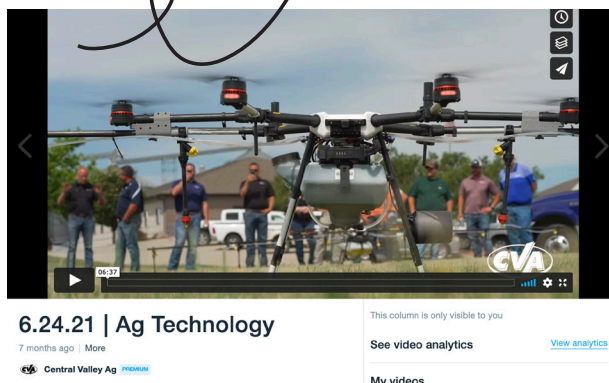 CVA
06:37
6.24.21 | Ag Technology
7 months ago | More
CVA Central Valley Ag PREMIUM
This column is only visible to you
See video analytics View analytics
My videos